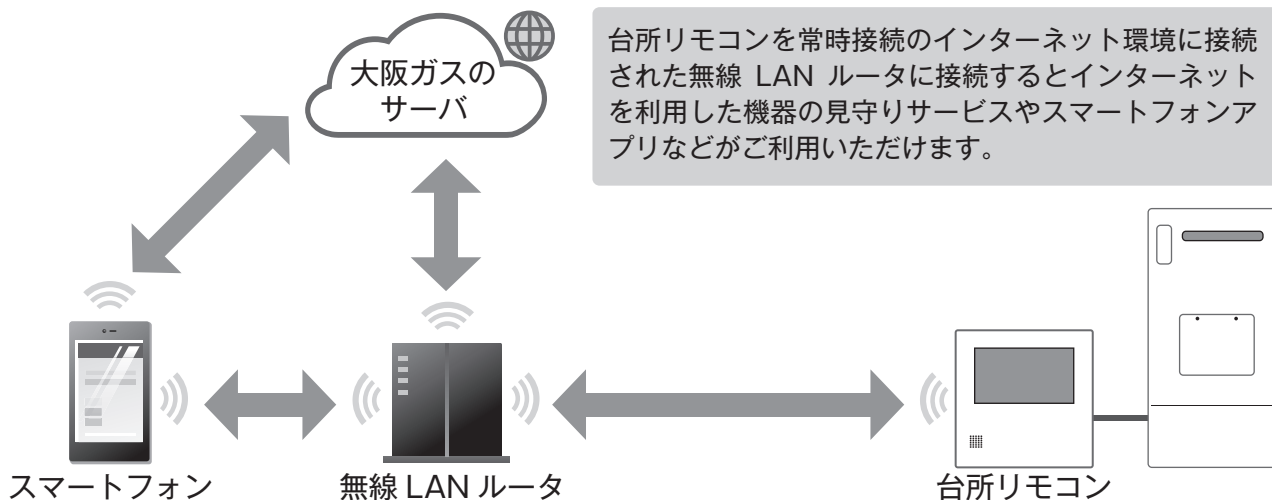 大阪ガスの
サーバ
台所リモコンを常時接続のインターネット環境に接続
された無線 LAN ルータに接続するとインターネット
を利用した機器の見守りサービスやスマートフォンア
プリなどがご利用いただけます。
スマートフォン
無線 LAN ルータ
台所リモコン